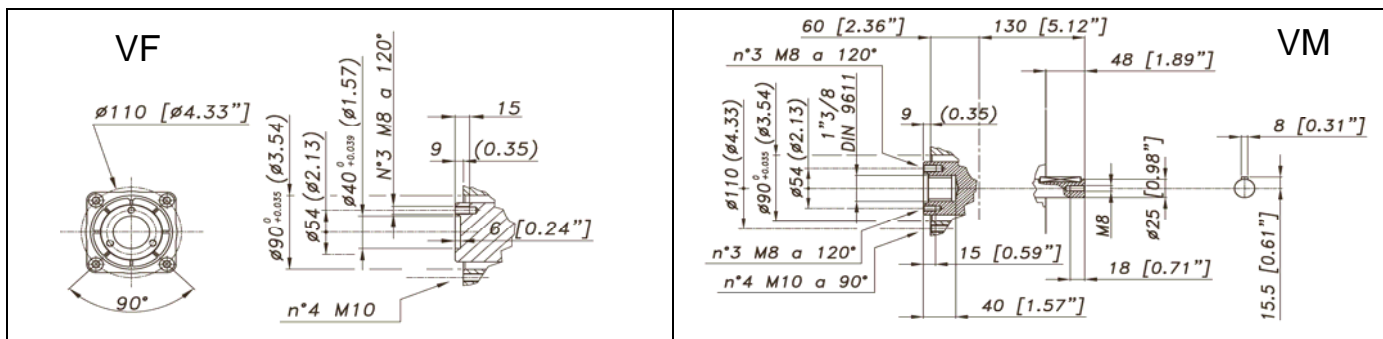 VF
ø110 [ø4.33”]
90°
ø90 0 +0.035 (ø3.54)
ø54 (ø2.13)
ø40 0 +0.039 (ø1.57)
N°3 M8 a 120°
15
9 (0.35)
6 [0.24”]
n°4 M10
VM
60 [2.36”]
130 [5.12”]
n°3 M8 a 120°
48 [1.89”]
9 (0.35)
8 [0.31”]
ø110 (ø4.33)
ø90 0 +0.035 (ø3.54)
ø54 (ø2.13)
1”3/8
DIN 9611
M8
ø25 [0.98”]
15.5 [0.61”]
n°3 M8 a 120°
15 [0.59”]
18 [0.71”]
n°4 M10 a 90°
40 [1.57”]